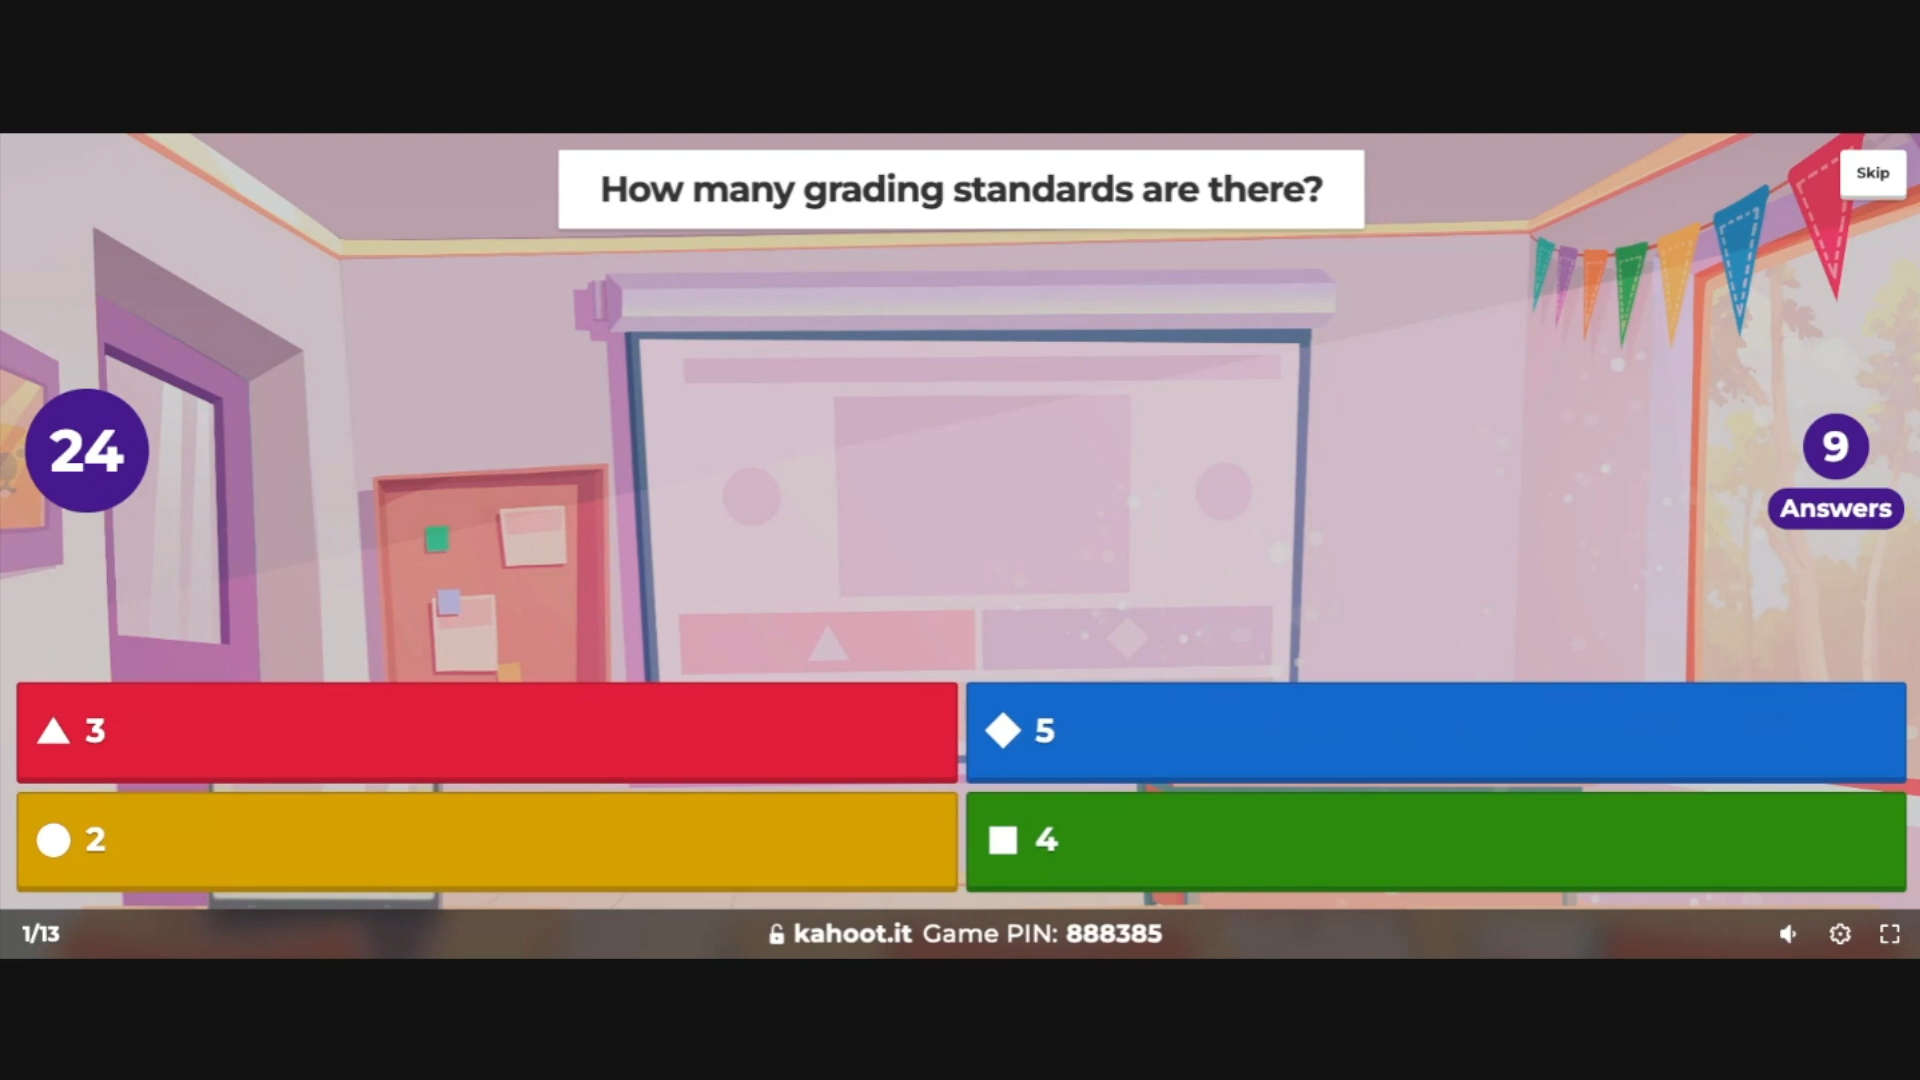 How many grading standards are there?
Skip
24
9
Answers
3
5
2
4
1/13
kahoot.it Game PIN: 888385